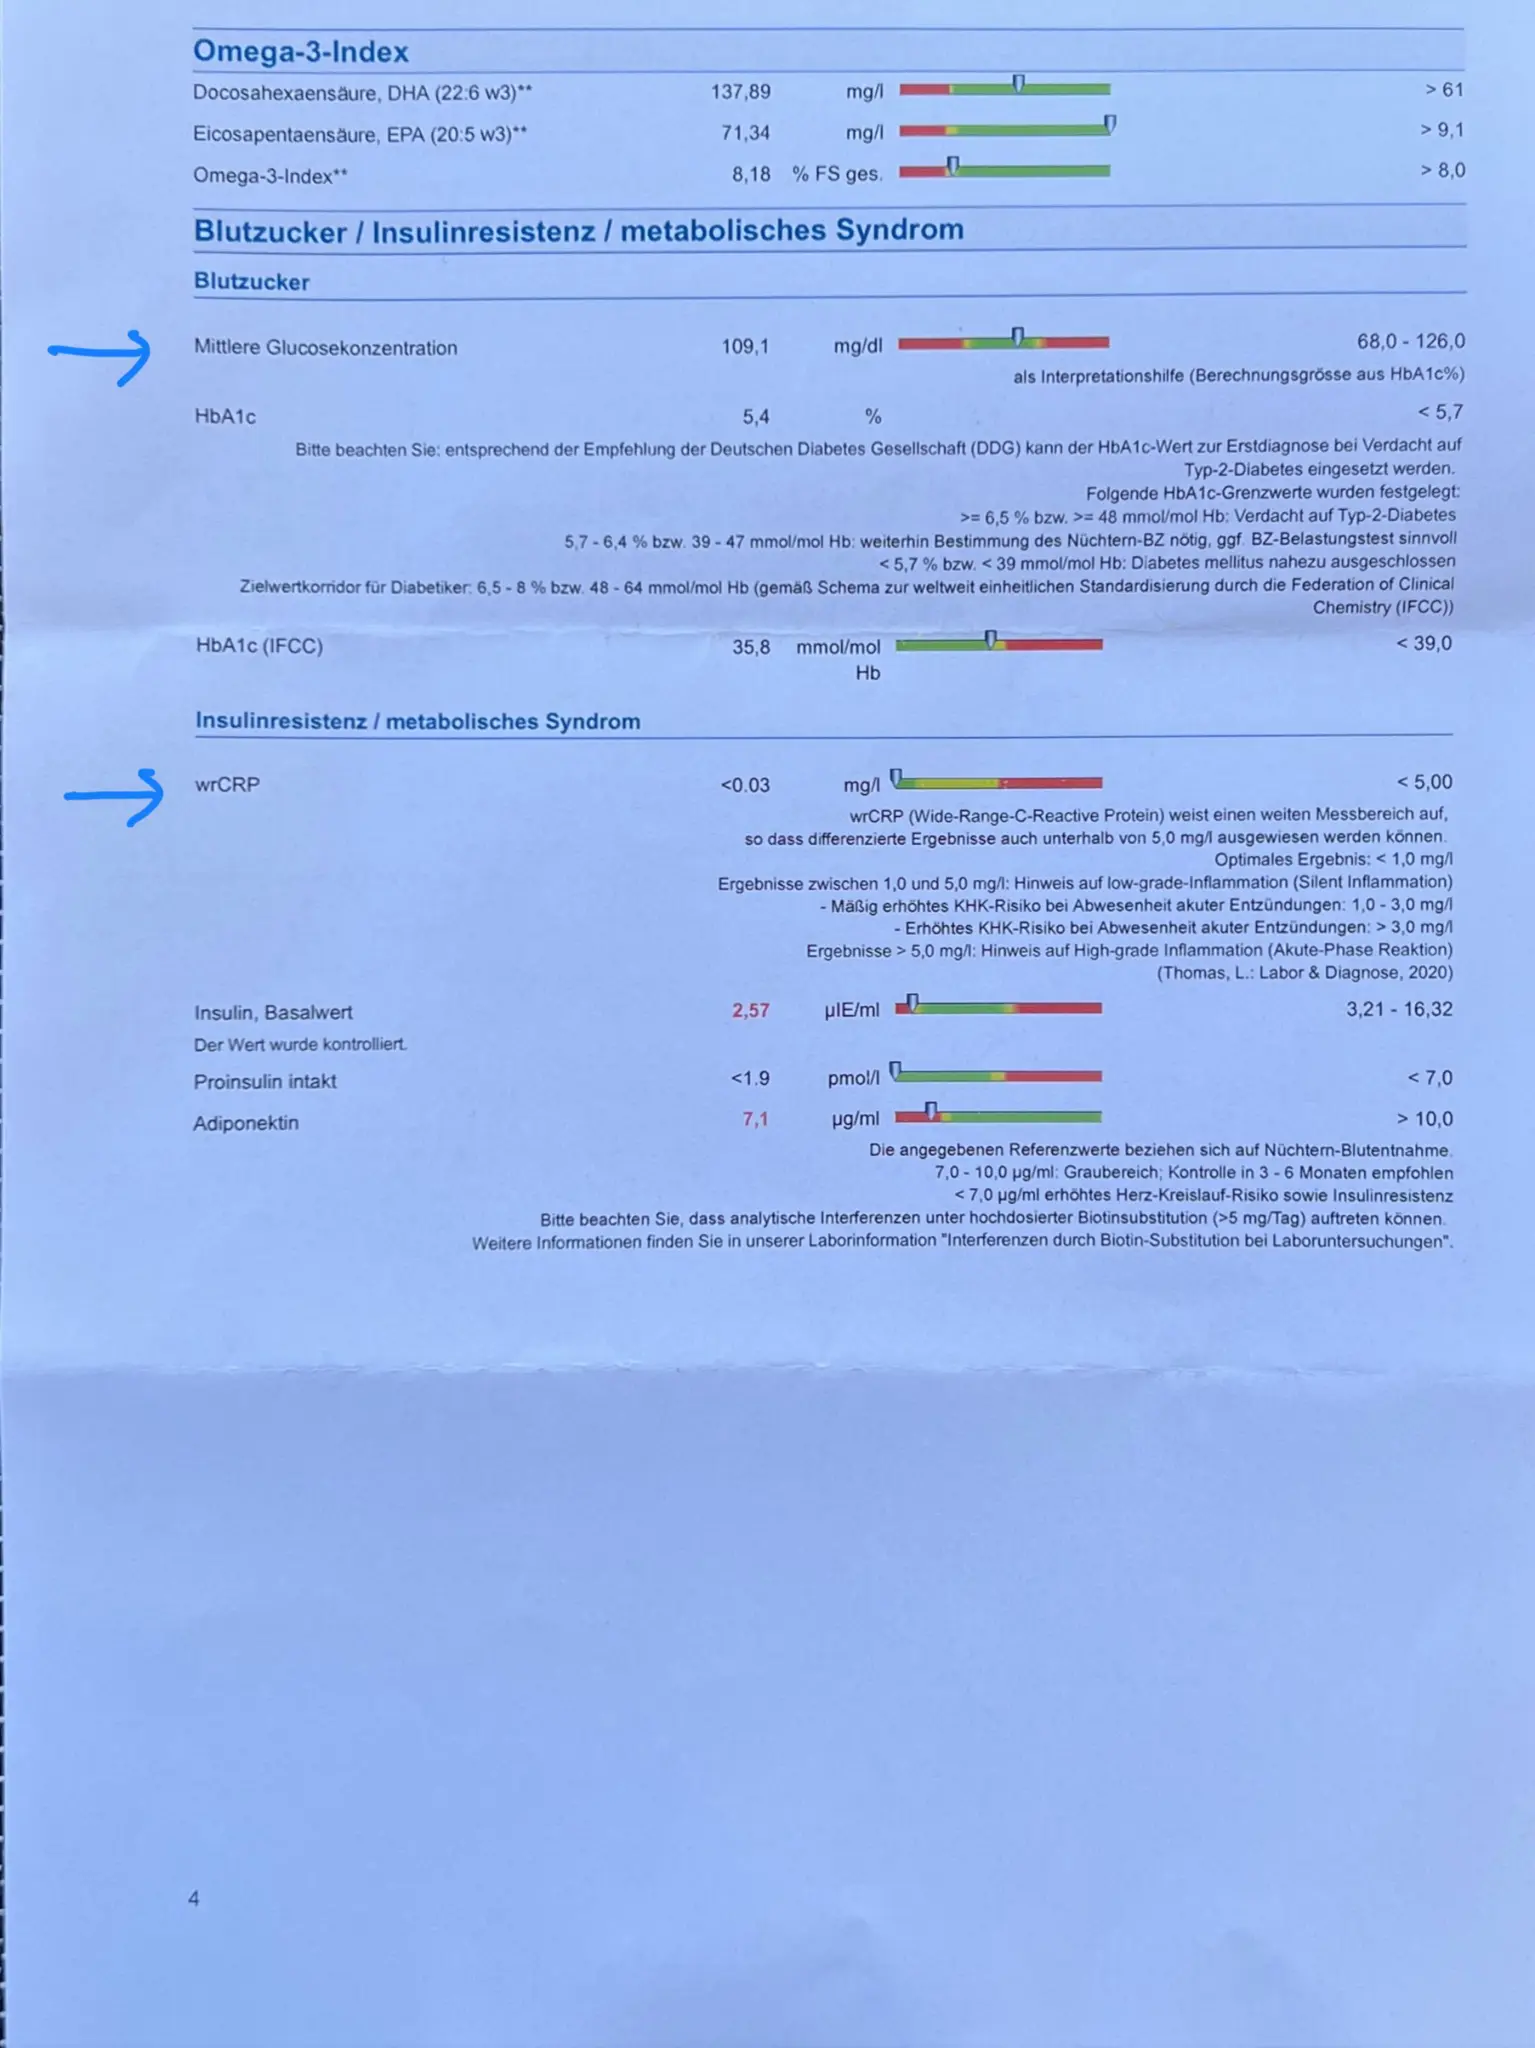 Omega-3-Index
Docosahexaensäure, DHA (22:6 w3)** 137,89 mg/l > 61
Eicosapentaensäure, EPA (20:5 w3)** 71,34 mg/l > 9,1
Omega-3-Index** 8,18 % FS ges. > 8,0
Blutzucker / Insulinresistenz / metabolisches Syndrom
Blutzucker
Mittlere Glucosekonzentration 109,1 mg/dl 68,0 - 126,0
als Interpretationshilfe (Berechnungsgrösse aus HbA1c%)
HbA1c 5,4 % < 5,7
Bitte beachten Sie: entsprechend der Empfehlung der Deutschen Diabetes Gesellschaft (DDG) kann der HbA1c-Wert zur Erstdiagnose bei Verdacht auf
Typ-2-Diabetes eingesetzt werden.
Folgende HbA1c-Grenzwerte wurden festgelegt:
>= 6,5 % bzw. >= 48 mmol/mol Hb: Verdacht auf Typ-2-Diabetes
5,7 - 6,4 % bzw. 39 - 47 mmol/mol Hb: weiterhin Bestimmung des Nüchtern-BZ nötig, ggf. BZ-Belastungstest sinnvoll
< 5,7 % bzw. < 39 mmol/mol Hb: Diabetes mellitus nahezu ausgeschlossen
Zielwertkorridor für Diabetiker: 6,5 - 8 % bzw. 48 - 64 mmol/mol Hb (gemäß Schema zur weltweit einheitlichen Standardisierung durch die Federation of Clinical
Chemistry (IFCC))
HbA1c (IFCC) 35,8 mmol/mol < 39,0
Hb
Insulinresistenz / metabolisches Syndrom
wrCRP <0.03 mg/l < 5,00
wrCRP (Wide-Range-C-Reactive Protein) weist einen weiten Messbereich auf,
so dass differenzierte Ergebnisse auch unterhalb von 5,0 mg/l ausgewiesen werden können.
Optimales Ergebnis: < 1,0 mg/l
Ergebnisse zwischen 1,0 und 5,0 mg/l: Hinweis auf low-grade-Inflammation (Silent Inflammation)
- Mäßig erhöhtes KHK-Risiko bei Abwesenheit akuter Entzündungen: 1,0 - 3,0 mg/l
- Erhöhtes KHK-Risiko bei Abwesenheit akuter Entzündungen: > 3,0 mg/l
Ergebnisse > 5,0 mg/l: Hinweis auf High-grade Inflammation (Akute-Phase Reaktion)
(Thomas, L.: Labor & Diagnose, 2020)
Insulin, Basalwert 2,57 µIE/ml 3,21 - 16,32
Der Wert wurde kontrolliert.
Proinsulin intakt <1.9 pmol/l < 7,0
Adiponektin 7,1 µg/ml > 10,0
Die angegebenen Referenzwerte beziehen sich auf Nüchtern-Blutentnahme.
7,0 - 10,0 µg/ml: Graubereich; Kontrolle in 3 - 6 Monaten empfohlen
< 7,0 µg/ml erhöhtes Herz-Kreislauf-Risiko sowie Insulinresistenz
Bitte beachten Sie, dass analytische Interferenzen unter hochdosierter Biotinsubstitution (>5 mg/Tag) auftreten können.
Weitere Informationen finden Sie in unserer Laborinformation "Interferenzen durch Biotin-Substitution bei Laboruntersuchungen".
4